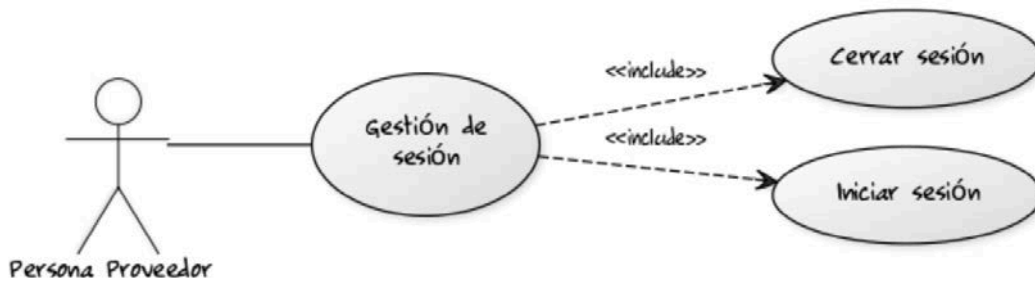 Cerrar sesión
<<include>>
Gestión de
sesión
<<include>>
Iniciar sesión
Persona Proveedor